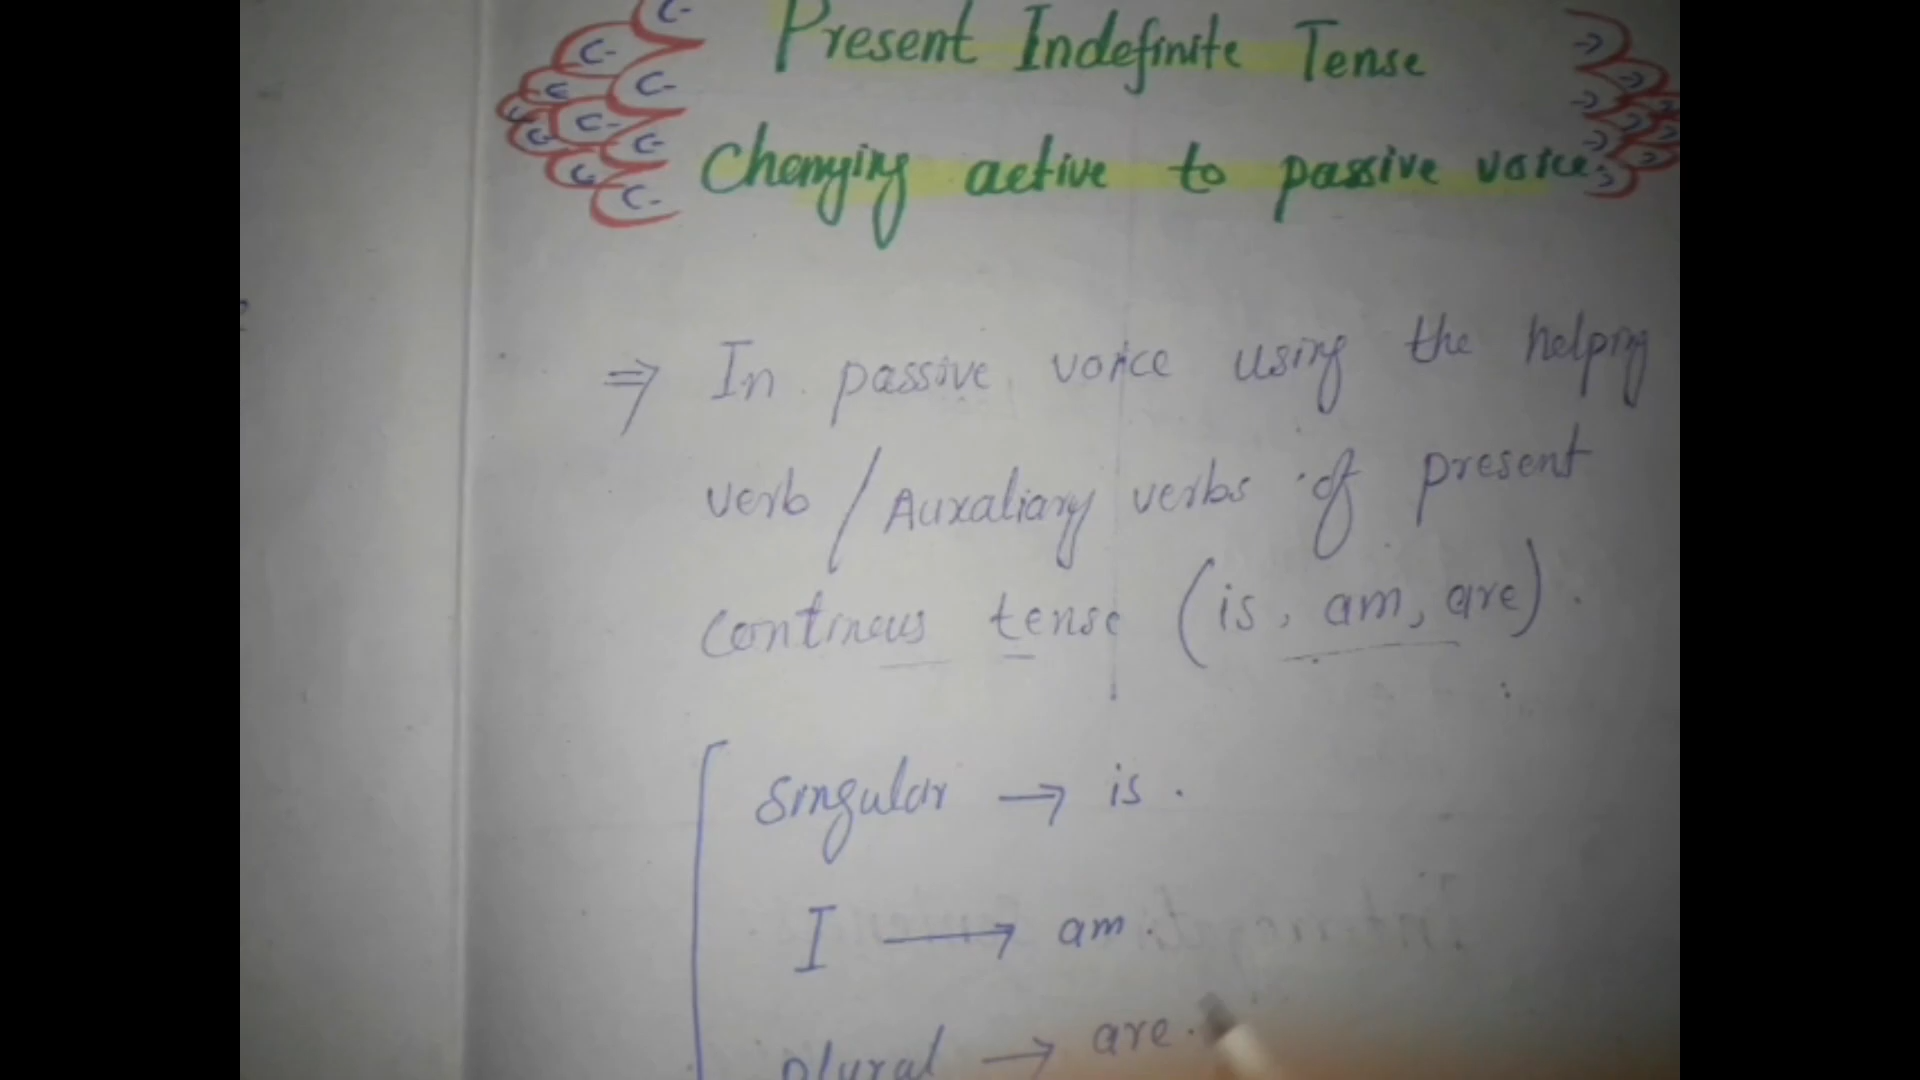 Present Indefinite Tense
Changing active to passive voice.
⇒ In passive voice using the helping
verb / Auxaliary verbs of present
continous tense (is, am, are).
Singular → is.
I → am.
plural → are.